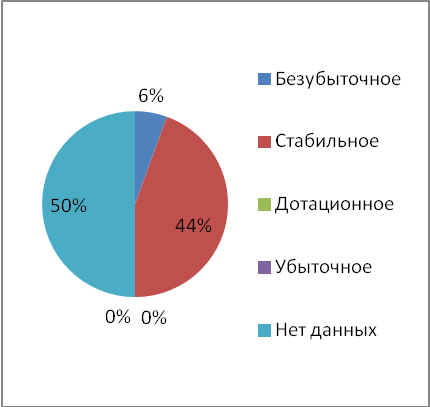 6%
50%
44%
0%
0%
Безубыточное
Стабильное
Дотационное
Убыточное
Нет данных